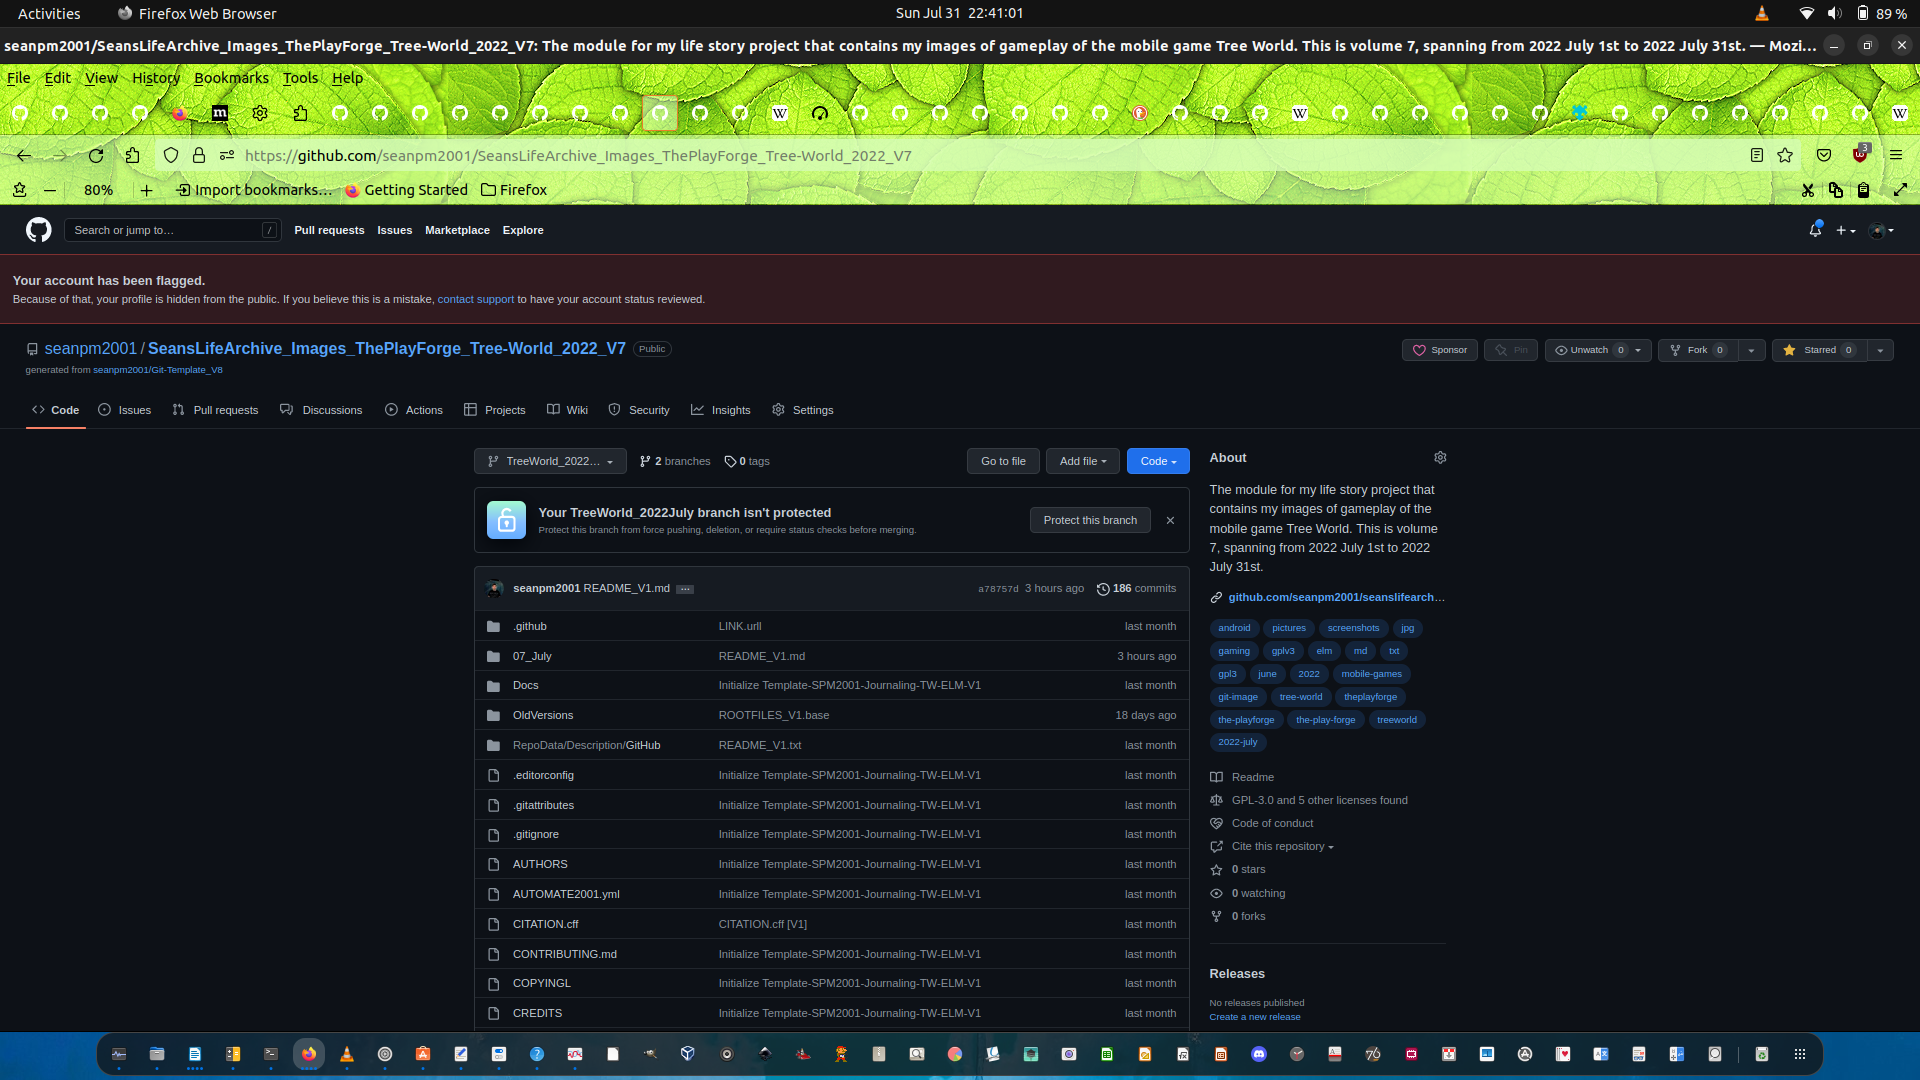 Activities
Firefox Web Browser
Sun Jul 31 22:41:01
89 %
seanpm2001/SeansLifeArchive_Images_ThePlayForge_Tree-World_2022_V7: The module for my life story project that contains my images of gameplay of the mobile game Tree World. This is volume 7, spanning from 2022 July 1st to 2022 July 31st. — Mozi…
File Edit View History Bookmarks Tools Help
https://github.com/seanpm2001/SeansLifeArchive_Images_ThePlayForge_Tree-World_2022_V7
3
80%
Import bookmarks…
Getting Started
Firefox
Search or jump to…
/
Pull requests Issues Marketplace Explore
Your account has been flagged.
Because of that, your profile is hidden from the public. If you believe this is a mistake, contact support to have your account status reviewed.
seanpm2001 / SeansLifeArchive_Images_ThePlayForge_Tree-World_2022_V7 Public
Sponsor
Pin
Unwatch 0
Fork 0
Starred 0
generated from seanpm2001/Git-Template_V8
Code Issues Pull requests Discussions Actions Projects Wiki Security Insights Settings
TreeWorld_2022…
2 branches
0 tags
Go to file
Add file
Code
Your TreeWorld_2022July branch isn't protected
Protect this branch from force pushing, deletion, or require status checks before merging.
Protect this branch
seanpm2001 README_V1.md … a78757d 3 hours ago 186 commits
.github LINK.urll last month
07_July README_V1.md 3 hours ago
Docs Initialize Template-SPM2001-Journaling-TW-ELM-V1 last month
OldVersions ROOTFILES_V1.base 18 days ago
RepoData/Description/GitHub README_V1.txt last month
.editorconfig Initialize Template-SPM2001-Journaling-TW-ELM-V1 last month
.gitattributes Initialize Template-SPM2001-Journaling-TW-ELM-V1 last month
.gitignore Initialize Template-SPM2001-Journaling-TW-ELM-V1 last month
AUTHORS Initialize Template-SPM2001-Journaling-TW-ELM-V1 last month
AUTOMATE2001.yml Initialize Template-SPM2001-Journaling-TW-ELM-V1 last month
CITATION.cff CITATION.cff [V1] last month
CONTRIBUTING.md Initialize Template-SPM2001-Journaling-TW-ELM-V1 last month
COPYINGL Initialize Template-SPM2001-Journaling-TW-ELM-V1 last month
CREDITS Initialize Template-SPM2001-Journaling-TW-ELM-V1 last month
About
The module for my life story project that
contains my images of gameplay of the
mobile game Tree World. This is volume
7, spanning from 2022 July 1st to 2022
July 31st.
github.com/seanpm2001/seanslifearch…
android pictures screenshots jpg
gaming gplv3 elm md txt
gpl3 june 2022 mobile-games
git-image tree-world theplayforge
the-playforge the-play-forge treeworld
2022-july
Readme
GPL-3.0 and 5 other licenses found
Code of conduct
Cite this repository
0 stars
0 watching
0 forks
Releases
No releases published
Create a new release